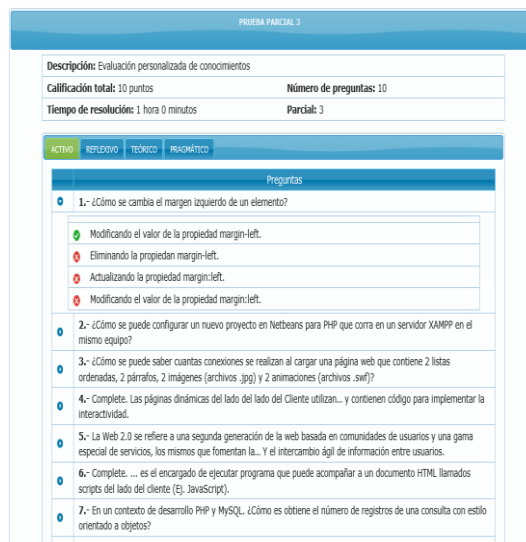 PRUEBA PARCIAL 3
Descripción: Evaluación personalizada de conocimientos
Calificación total: 10 puntos Número de preguntas: 10
Tiempo de resolución: 1 hora 0 minutos Parcial: 3
ACTIVO REFLEXIVO TEÓRICO PRAGMÁTICO
Preguntas
1.- ¿Cómo se cambia el margen izquierdo de un elemento?
Modificando el valor de la propiedad margin-left.
Eliminando la propiedan margin-left.
Actualizando la propiedad margin:left.
Modificando el valor de la propiedad margin:left.
2.- ¿Cómo se puede configurar un nuevo proyecto en Netbeans para PHP que corra en un servidor XAMPP en el
mismo equipo?
3.- ¿Cómo se puede saber cuantas conexiones se realizan al cargar una página web que contiene 2 listas
ordenadas, 2 párrafos, 2 imágenes (archivos .jpg) y 2 animaciones (archivos .swf)?
4.- Complete. Las páginas dinámicas del lado del lado del Cliente utilizan... y contienen código para implementar la
interactividad.
5.- La Web 2.0 se refiere a una segunda generación de la web basada en comunidades de usuarios y una gama
especial de servicios, los mismos que fomentan la... Y el intercambio ágil de información entre usuarios.
6.- Complete. ... es el encargado de ejecutar programa que puede acompañar a un documento HTML llamados
scripts del lado del cliente (Ej. JavaScript).
7.- En un contexto de desarrollo PHP y MySQL. ¿Cómo es obtiene el número de registros de una consulta con estilo
orientado a objetos?